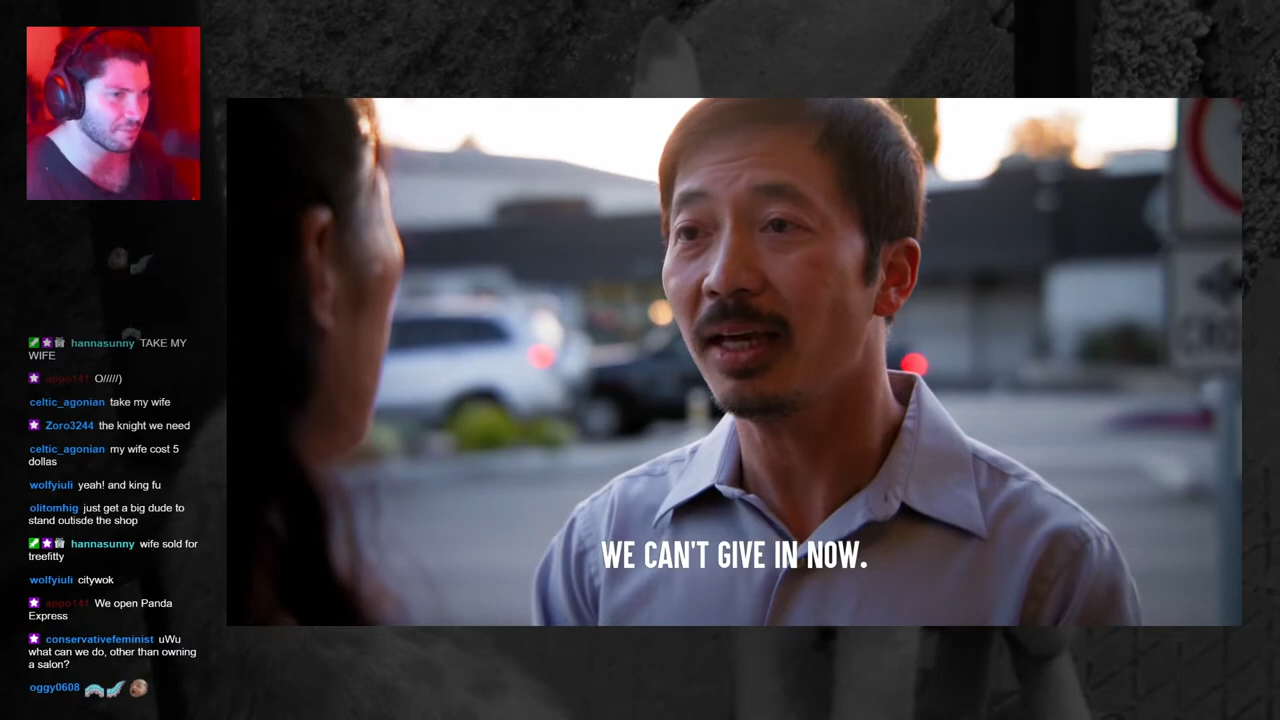 hannasunny TAKE MY
WIFE
appo141 O/////)
celtic_agonian take my wife
Zoro3244 the knight we need
celtic_agonian my wife cost 5
dollas
wolfyiuli yeah! and king fu
olitomhig just get a big dude to
stand outisde the shop
hannasunny wife sold for
treefitty
wolfyiuli citywok
appo141 We open Panda
Express
conservativefeminist uWu
what can we do, other than owning
a salon?
oggy0608
WE CAN'T GIVE IN NOW.